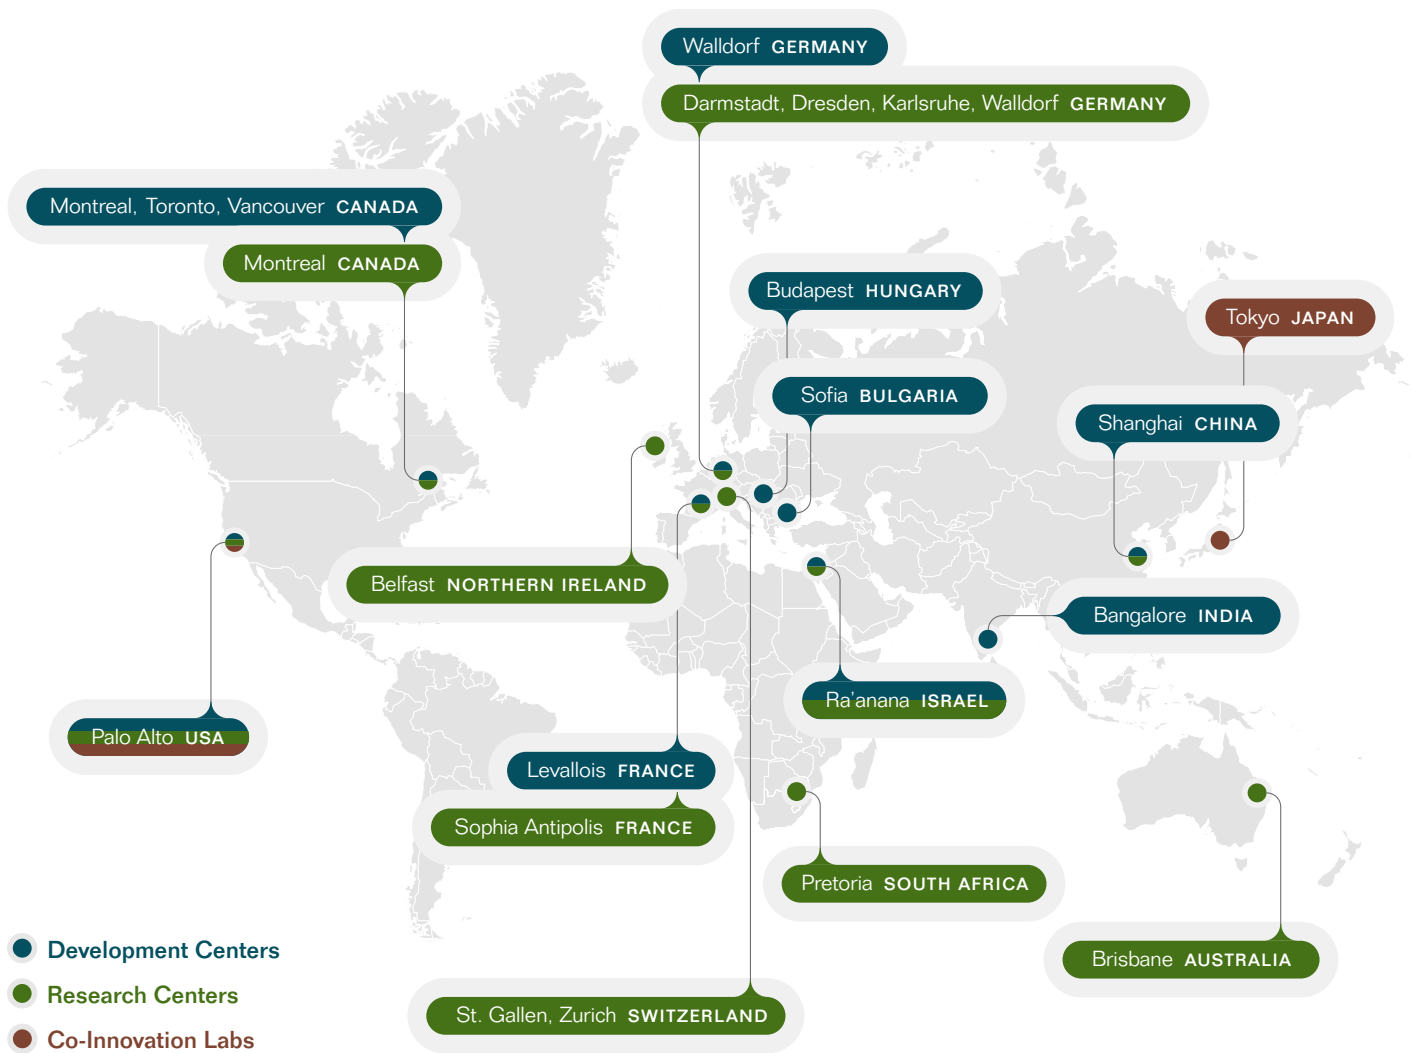 Walldorf GERMANY
Darmstadt, Dresden, Karlsruhe, Walldorf GERMANY
Montreal, Toronto, Vancouver CANADA
Montreal CANADA
Budapest HUNGARY
Tokyo JAPAN
Sofia BULGARIA
Shanghai CHINA
Belfast NORTHERN IRELAND
Bangalore INDIA
Ra'anana ISRAEL
Palo Alto USA
Levallois FRANCE
Sophia Antipolis FRANCE
Pretoria SOUTH AFRICA
Brisbane AUSTRALIA
St. Gallen, Zurich SWITZERLAND
Development Centers
Research Centers
Co-Innovation Labs